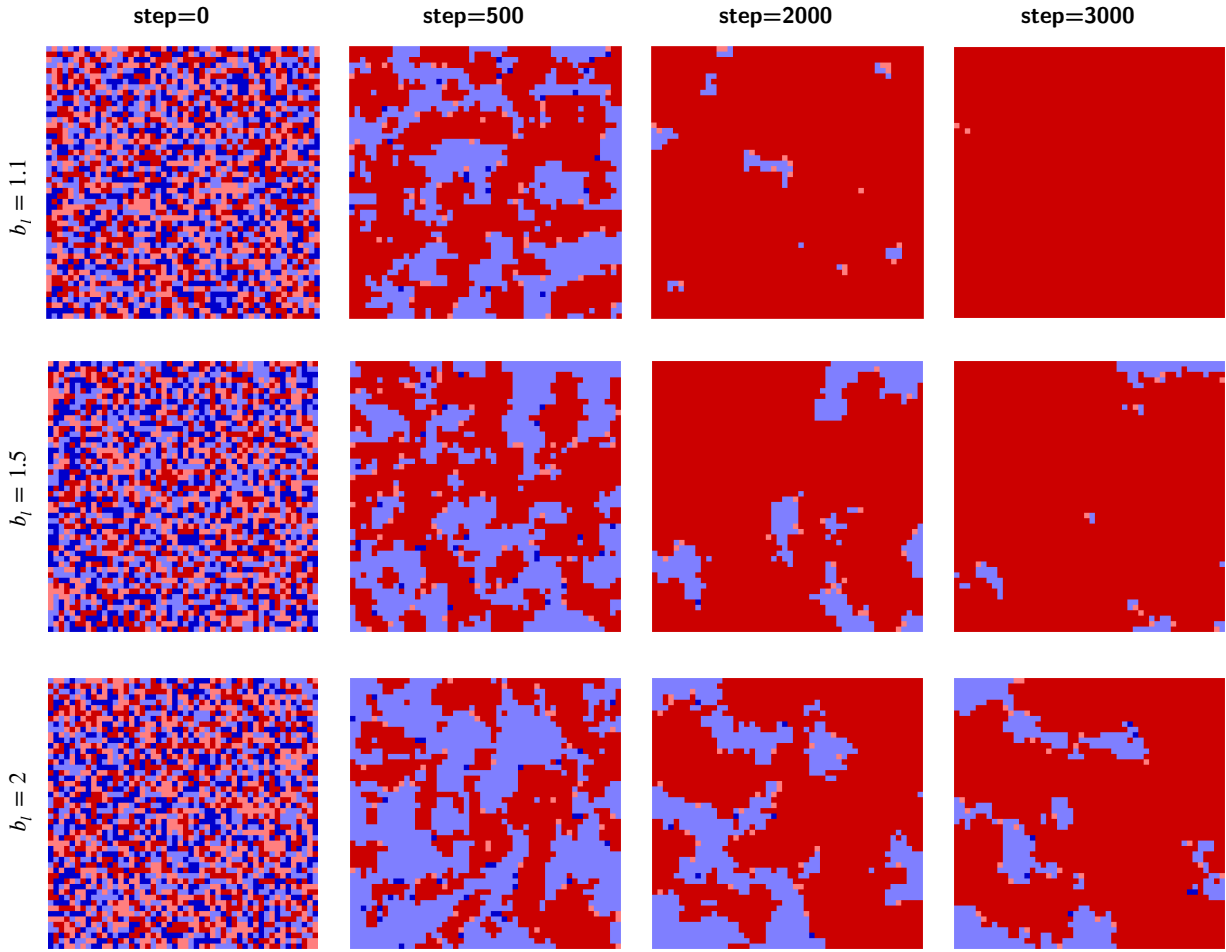 step=0 step=500 step=2000 step=3000
b_l = 1.1
b_l = 1.5
b_l = 2